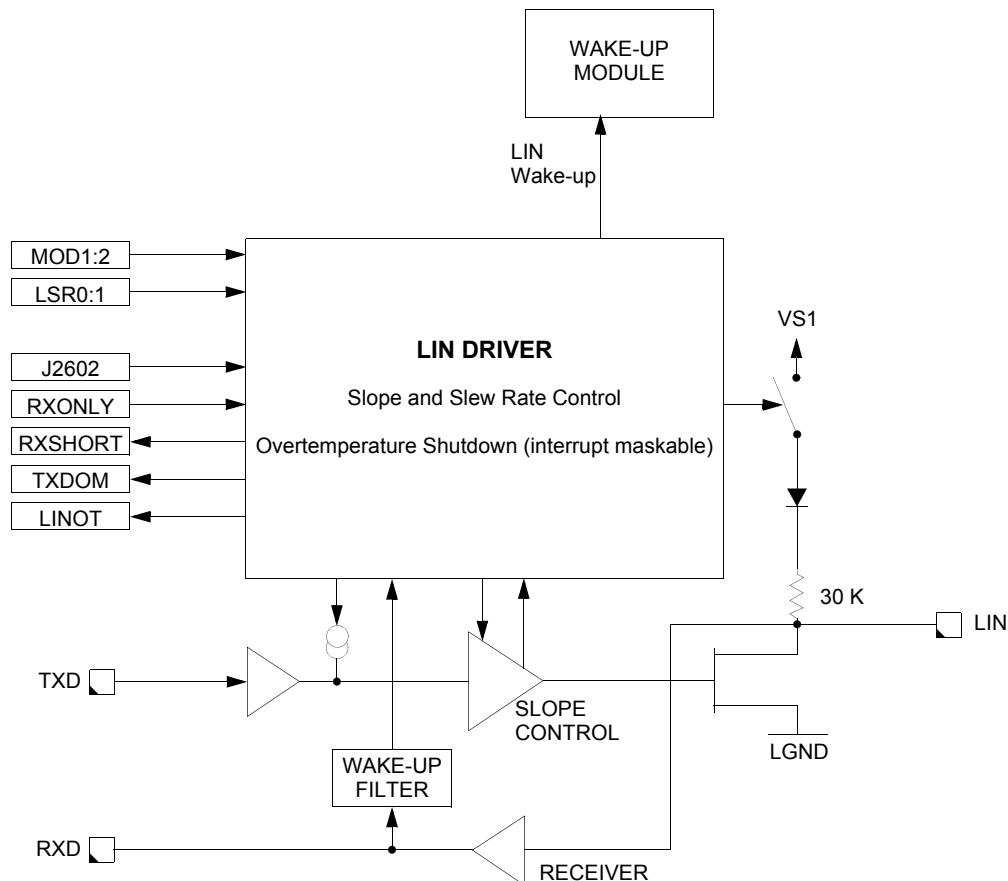 WAKE-UP
MODULE
LIN
Wake-up
MOD1:2
LSR0:1
J2602
RXONLY
RXSHORT
TXDOM
LINOT
LIN DRIVER
Slope and Slew Rate Control
Overtemperature Shutdown (interrupt maskable)
VS1
30 K
LIN
TXD
SLOPE
CONTROL
LGND
WAKE-UP
FILTER
RXD
RECEIVER